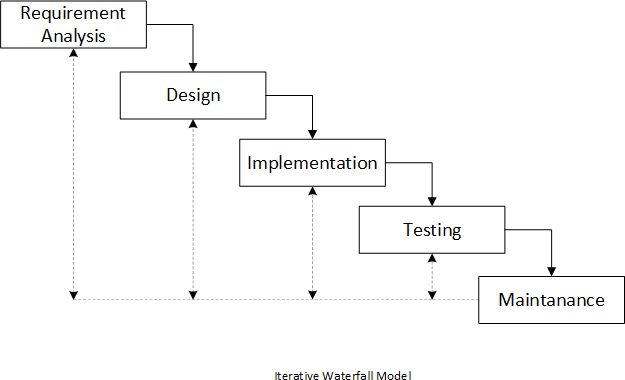 Requirement
Analysis
Design
Implementation
Testing
Maintanance
Iterative Waterfall Model